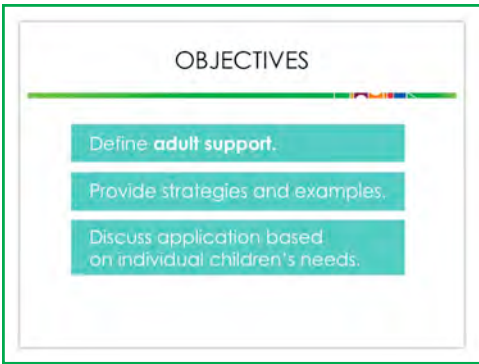 OBJECTIVES
Define adult support.
Provide strategies and examples.
Discuss application based
on individual children's needs.